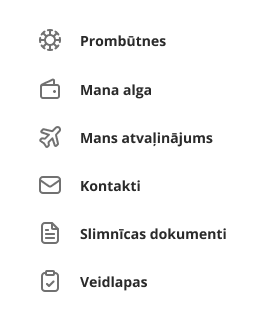 Prombūtnes
Mana alga
Mans atvaļinājums
Kontakti
Slimnīcas dokumenti
Veidlapas